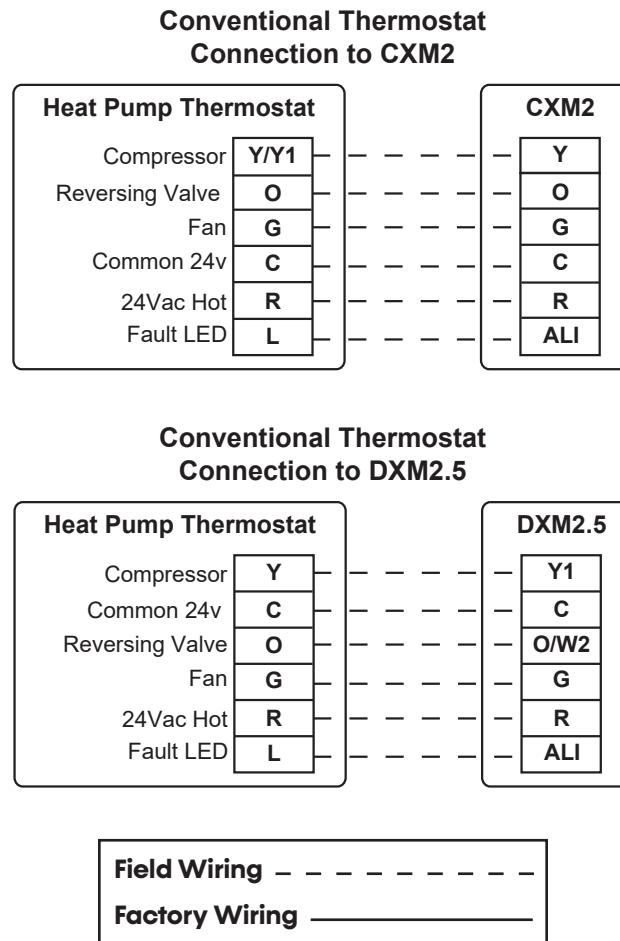 Conventional Thermostat
Connection to CXM2
Heat Pump Thermostat
CXM2
Compressor Y/Y1 Y
Reversing Valve O O
Fan G G
Common 24v C C
24Vac Hot R R
Fault LED L ALI
Conventional Thermostat
Connection to DXM2.5
Heat Pump Thermostat
DXM2.5
Compressor Y Y1
Common 24v C C
Reversing Valve O O/W2
Fan G G
24Vac Hot R R
Fault LED L ALI
Field Wiring
Factory Wiring